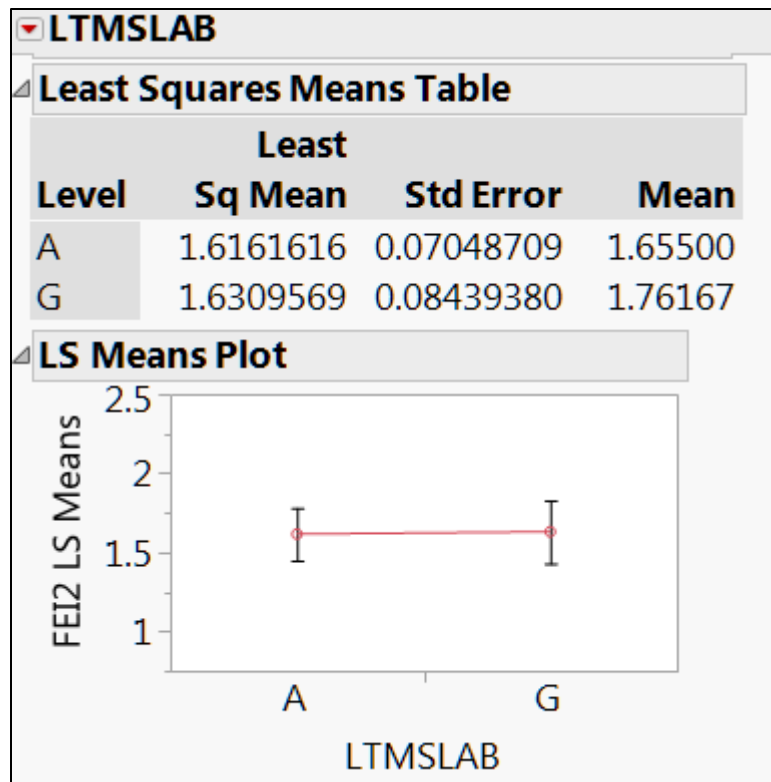 LTMSLAB
Least Squares Means Table
Least
Level Sq Mean Std Error Mean
A 1.6161616 0.07048709 1.65500
G 1.6309569 0.08439380 1.76167
LS Means Plot
2.5
2
1.5
1
FEI2 LS Means
A G
LTMSLAB